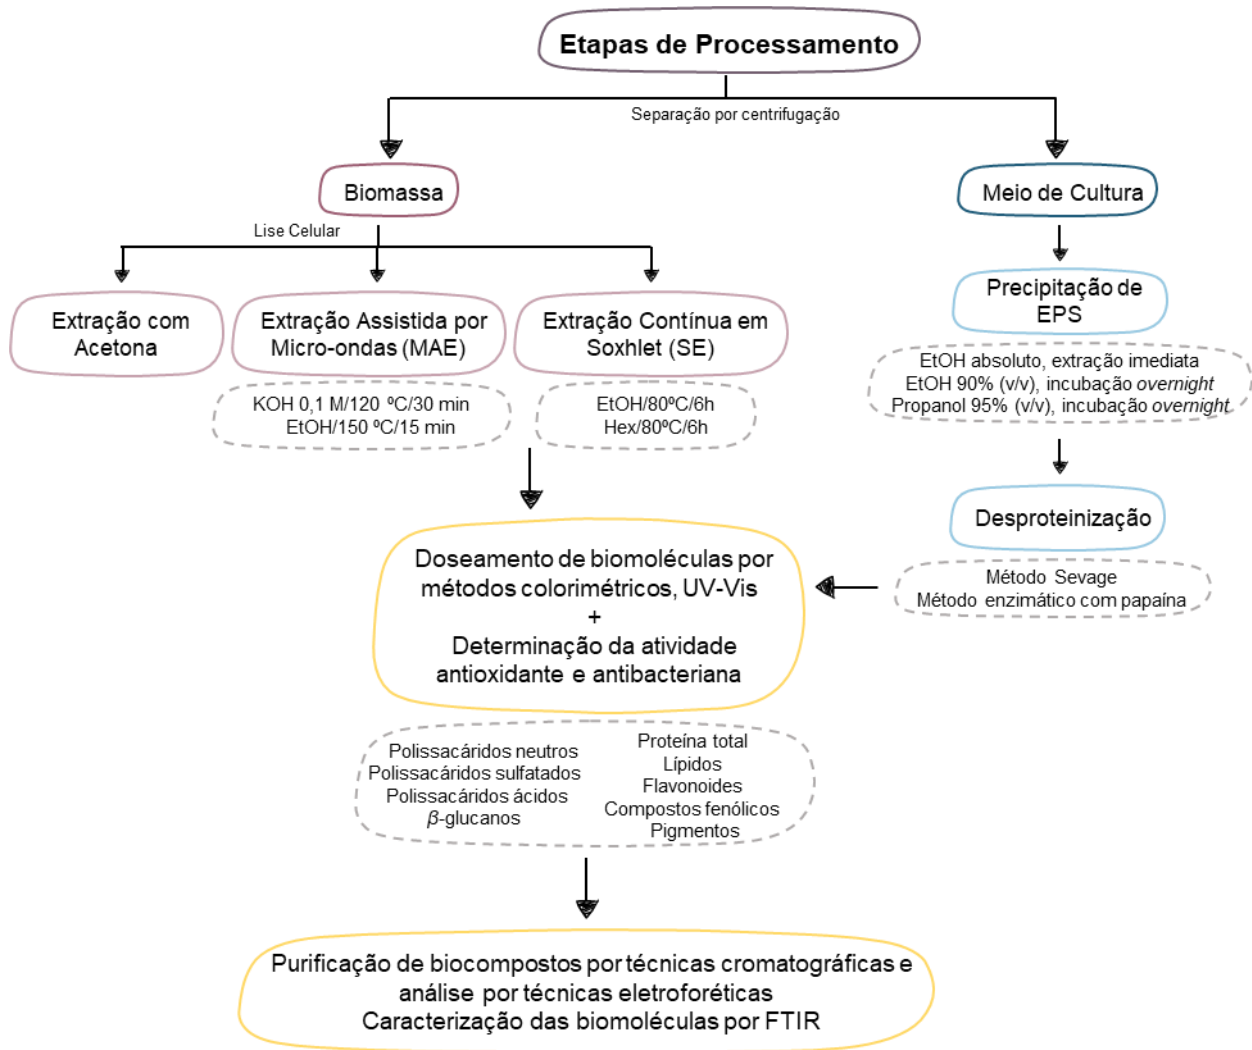 Etapas de Processamento
Separação por centrifugação
Biomassa
Meio de Cultura
Lise Celular
Extração com
Acetona
Extração Assistida por
Micro-ondas (MAE)
Extração Contínua em
Soxhlet (SE)
KOH 0,1 M/120 ºC/30 min
EtOH/150 ºC/15 min
EtOH/80ºC/6h
Hex/80ºC/6h
Precipitação de
EPS
EtOH absoluto, extração imediata
EtOH 90% (v/v), incubação overnight
Propanol 95% (v/v), incubação overnight
Desproteinização
Método Sevage
Método enzimático com papaína
Doseamento de biomoléculas por
métodos colorimétricos, UV-Vis
+
Determinação da atividade
antioxidante e antibacteriana
Polissacáridos neutros
Polissacáridos sulfatados
Polissacáridos ácidos
β-glucanos
Proteína total
Lípidos
Flavonoides
Compostos fenólicos
Pigmentos
Purificação de biocompostos por técnicas cromatográficas e
análise por técnicas eletroforéticas
Caracterização das biomoléculas por FTIR